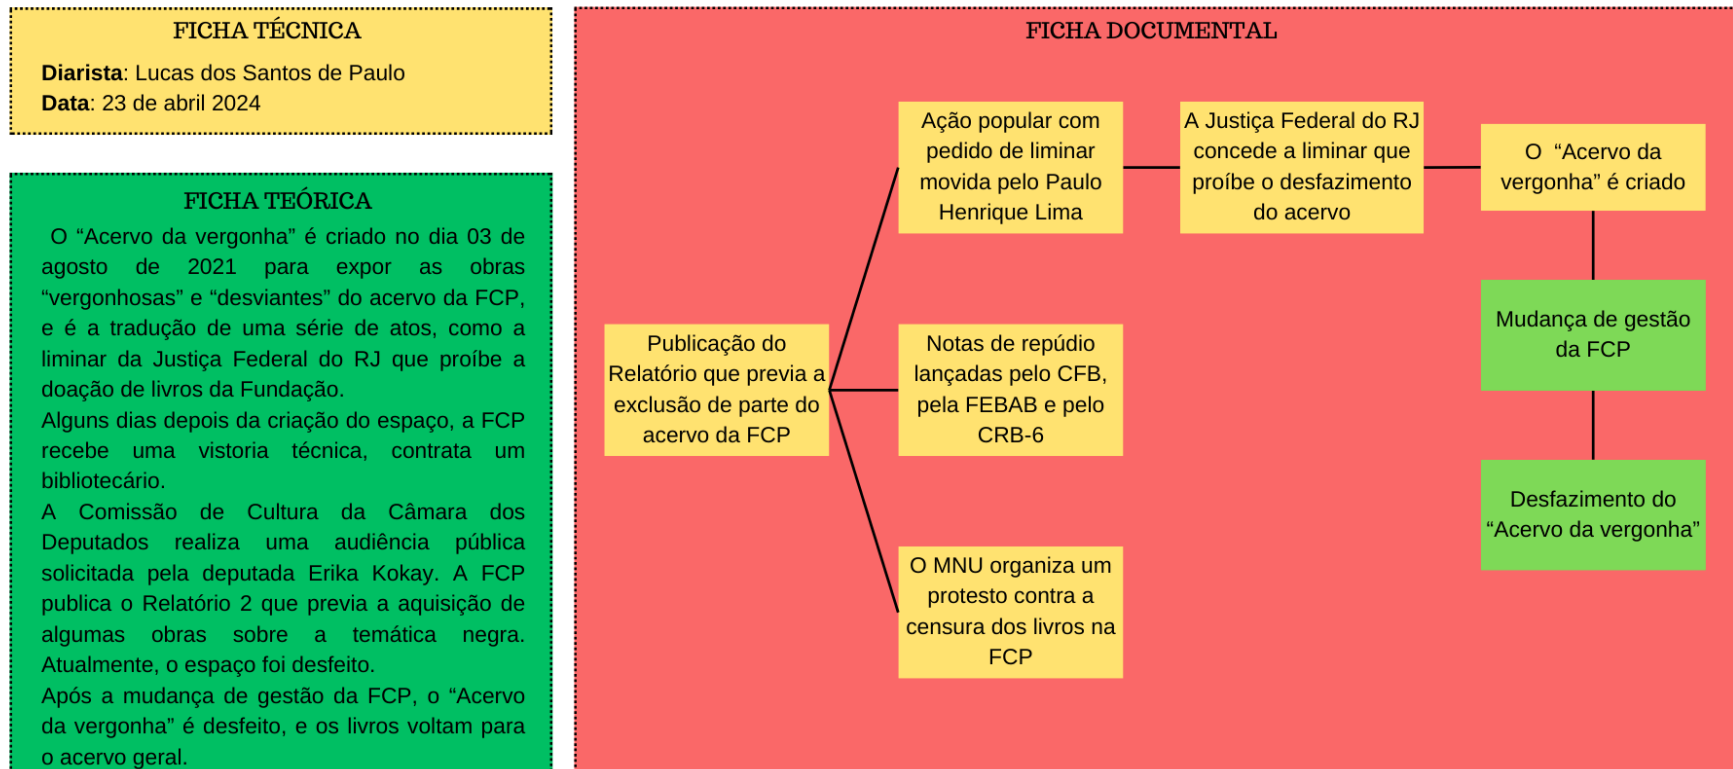 FICHA TÉCNICA
Diarista: Lucas dos Santos de Paulo
Data: 23 de abril 2024
FICHA TEÓRICA
O “Acervo da vergonha” é criado no dia 03 de
agosto de 2021 para expor as obras
“vergonhosas” e “desviantes” do acervo da FCP,
e é a tradução de uma série de atos, como a
liminar da Justiça Federal do RJ que proíbe a
doação de livros da Fundação.
Alguns dias depois da criação do espaço, a FCP
recebe uma vistoria técnica, contrata um
bibliotecário.
A Comissão de Cultura da Câmara dos
Deputados realiza uma audiência pública
solicitada pela deputada Erika Kokay. A FCP
publica o Relatório 2 que previa a aquisição de
algumas obras sobre a temática negra.
Atualmente, o espaço foi desfeito.
Após a mudança de gestão da FCP, o “Acervo
da vergonha” é desfeito, e os livros voltam para
o acervo geral.
FICHA DOCUMENTAL
Publicação do
Relatório que previa a
exclusão de parte do
acervo da FCP
Ação popular com
pedido de liminar
movida pelo Paulo
Henrique Lima
A Justiça Federal do RJ
concede a liminar que
proíbe o desfazimento
do acervo
O “Acervo da
vergonha” é criado
Notas de repúdio
lançadas pelo CFB,
pela FEBAB e pelo
CRB-6
O MNU organiza um
protesto contra a
censura dos livros na
FCP
Mudança de gestão
da FCP
Desfazimento do
“Acervo da vergonha”